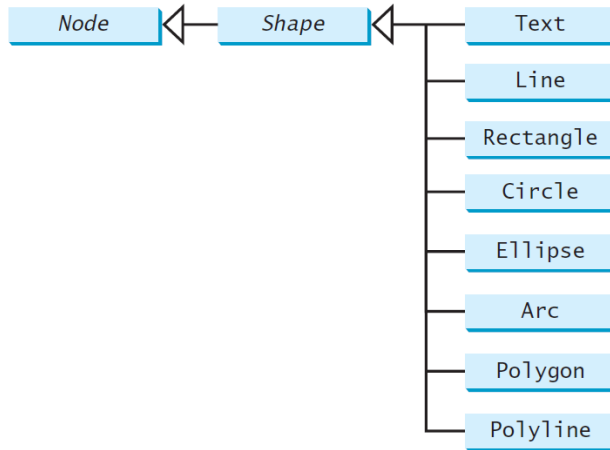 Node
Shape
Text
Line
Rectangle
Circle
Ellipse
Arc
Polygon
Polyline